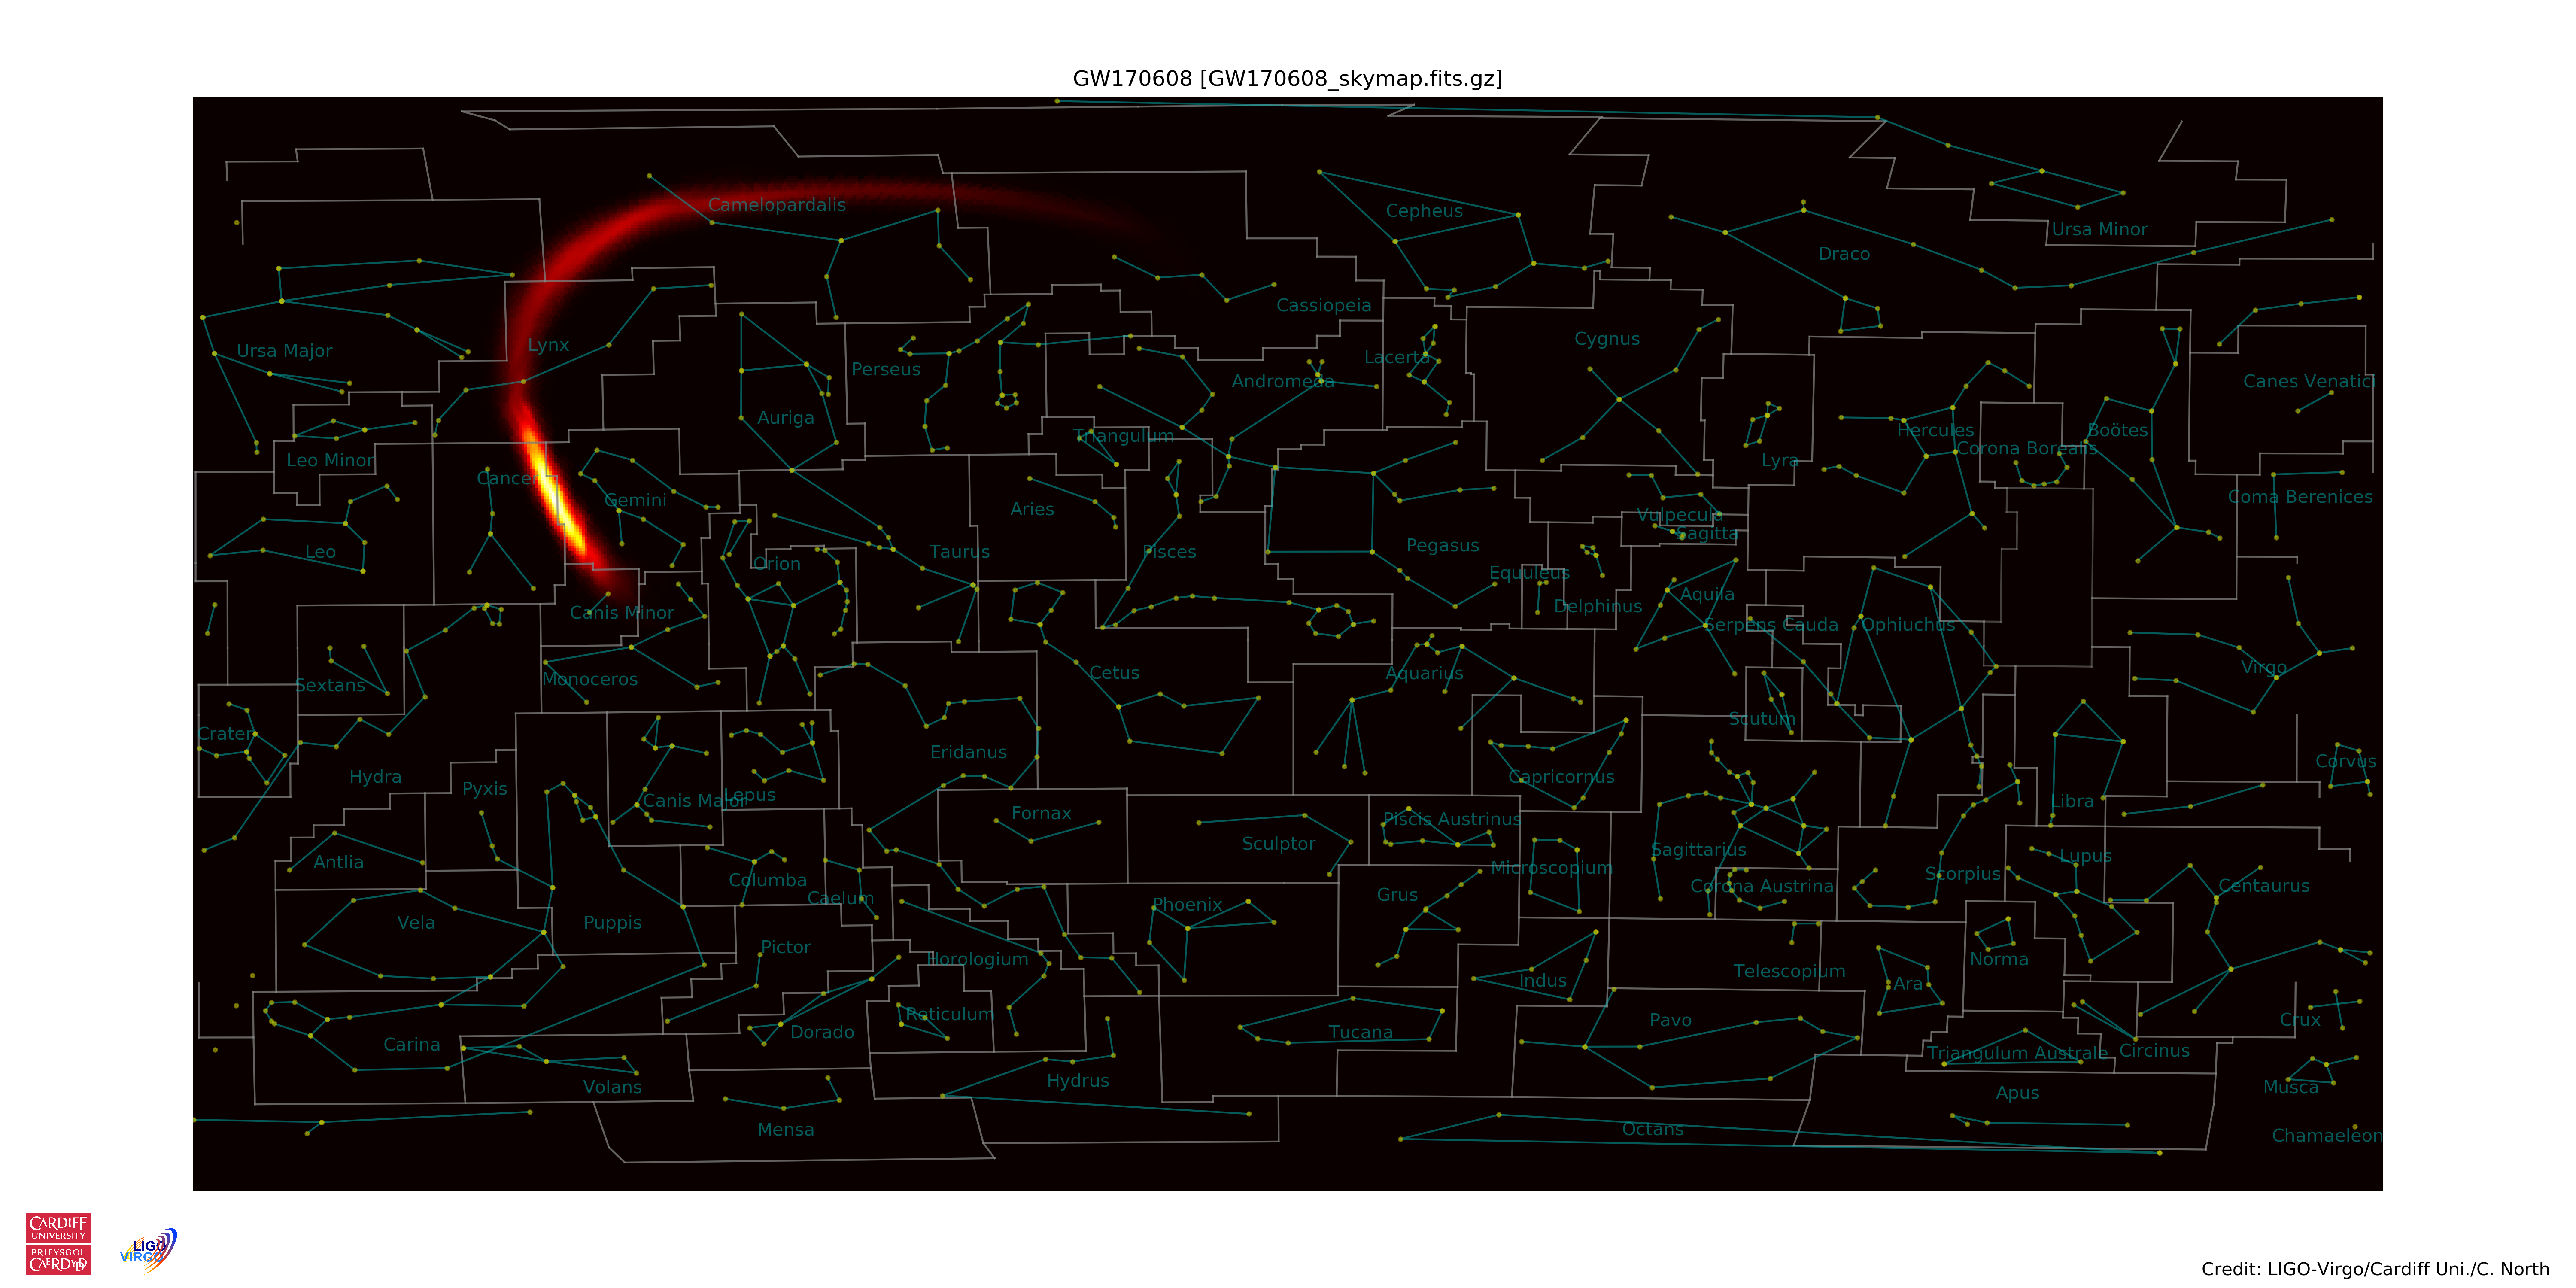 GW170608 [GW170608_skymap.fits.gz]
Camelopardalis
Cepheus
Ursa Minor
Draco
Cassiopeia
Ursa Major
Lynx
Perseus
Andromeda
Lacerta
Cygnus
Canes Venatici
Auriga
Triangulum
Hercules
Boötes
Corona Borealis
Leo Minor
Lyra
Cancer
Gemini
Aries
Coma Berenices
Vulpecula
Sagitta
Leo
Orion
Taurus
Pisces
Pegasus
Equuleus
Delphinus
Aquila
Canis Minor
Serpens Cauda
Ophiuchus
Sextans
Monoceros
Cetus
Aquarius
Virgo
Crater
Scutum
Eridanus
Hydra
Pyxis
Capricornus
Corvus
Canis Major
Lepus
Libra
Fornax
Piscis Austrinus
Sculptor
Antlia
Sagittarius
Lupus
Microscopium
Columba
Caelum
Corona Austrina
Scorpius
Centaurus
Grus
Phoenix
Vela
Puppis
Pictor
Horologium
Norma
Telescopium
Indus
Ara
Reticulum
Dorado
Tucana
Pavo
Crux
Carina
Triangulum Australe
Circinus
Volans
Hydrus
Apus
Musca
Mensa
Octans
Chamaeleon
CARDIFF
UNIVERSITY
PRIFYSGOL
CAERDYDD
LIGO
VIRGO
Credit: LIGO-Virgo/Cardiff Uni./C. North